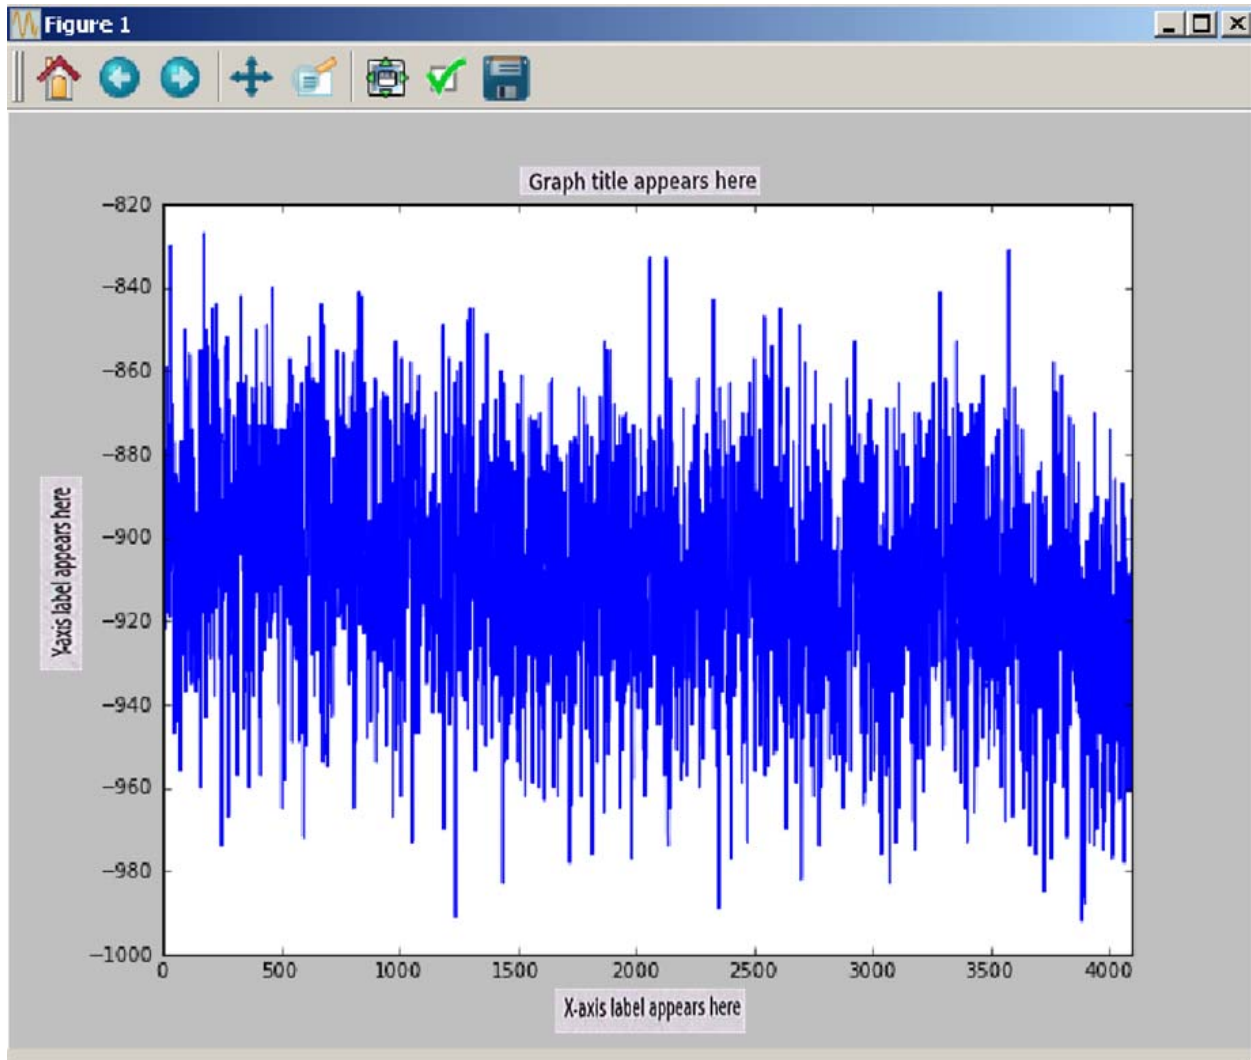 Figure 1
Graph title appears here
−820
−840
−860
−880
−900
−920
−940
−960
−980
−1000
Y-axis label appears here
0 500 1000 1500 2000 2500 3000 3500 4000
X-axis label appears here